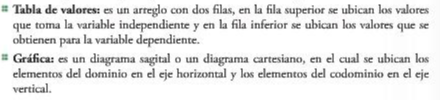 Tabla de valores: es un arreglo con dos filas, en la fila superior se ubican los valores
que toma la variable independiente y en la fila inferior se ubican los valores que se
obtienen para la variable dependiente.
Gráfica: es un diagrama sagital o un diagrama cartesiano, en el cual se ubican los
elementos del dominio en el eje horizontal y los elementos del codominio en el eje
vertical.